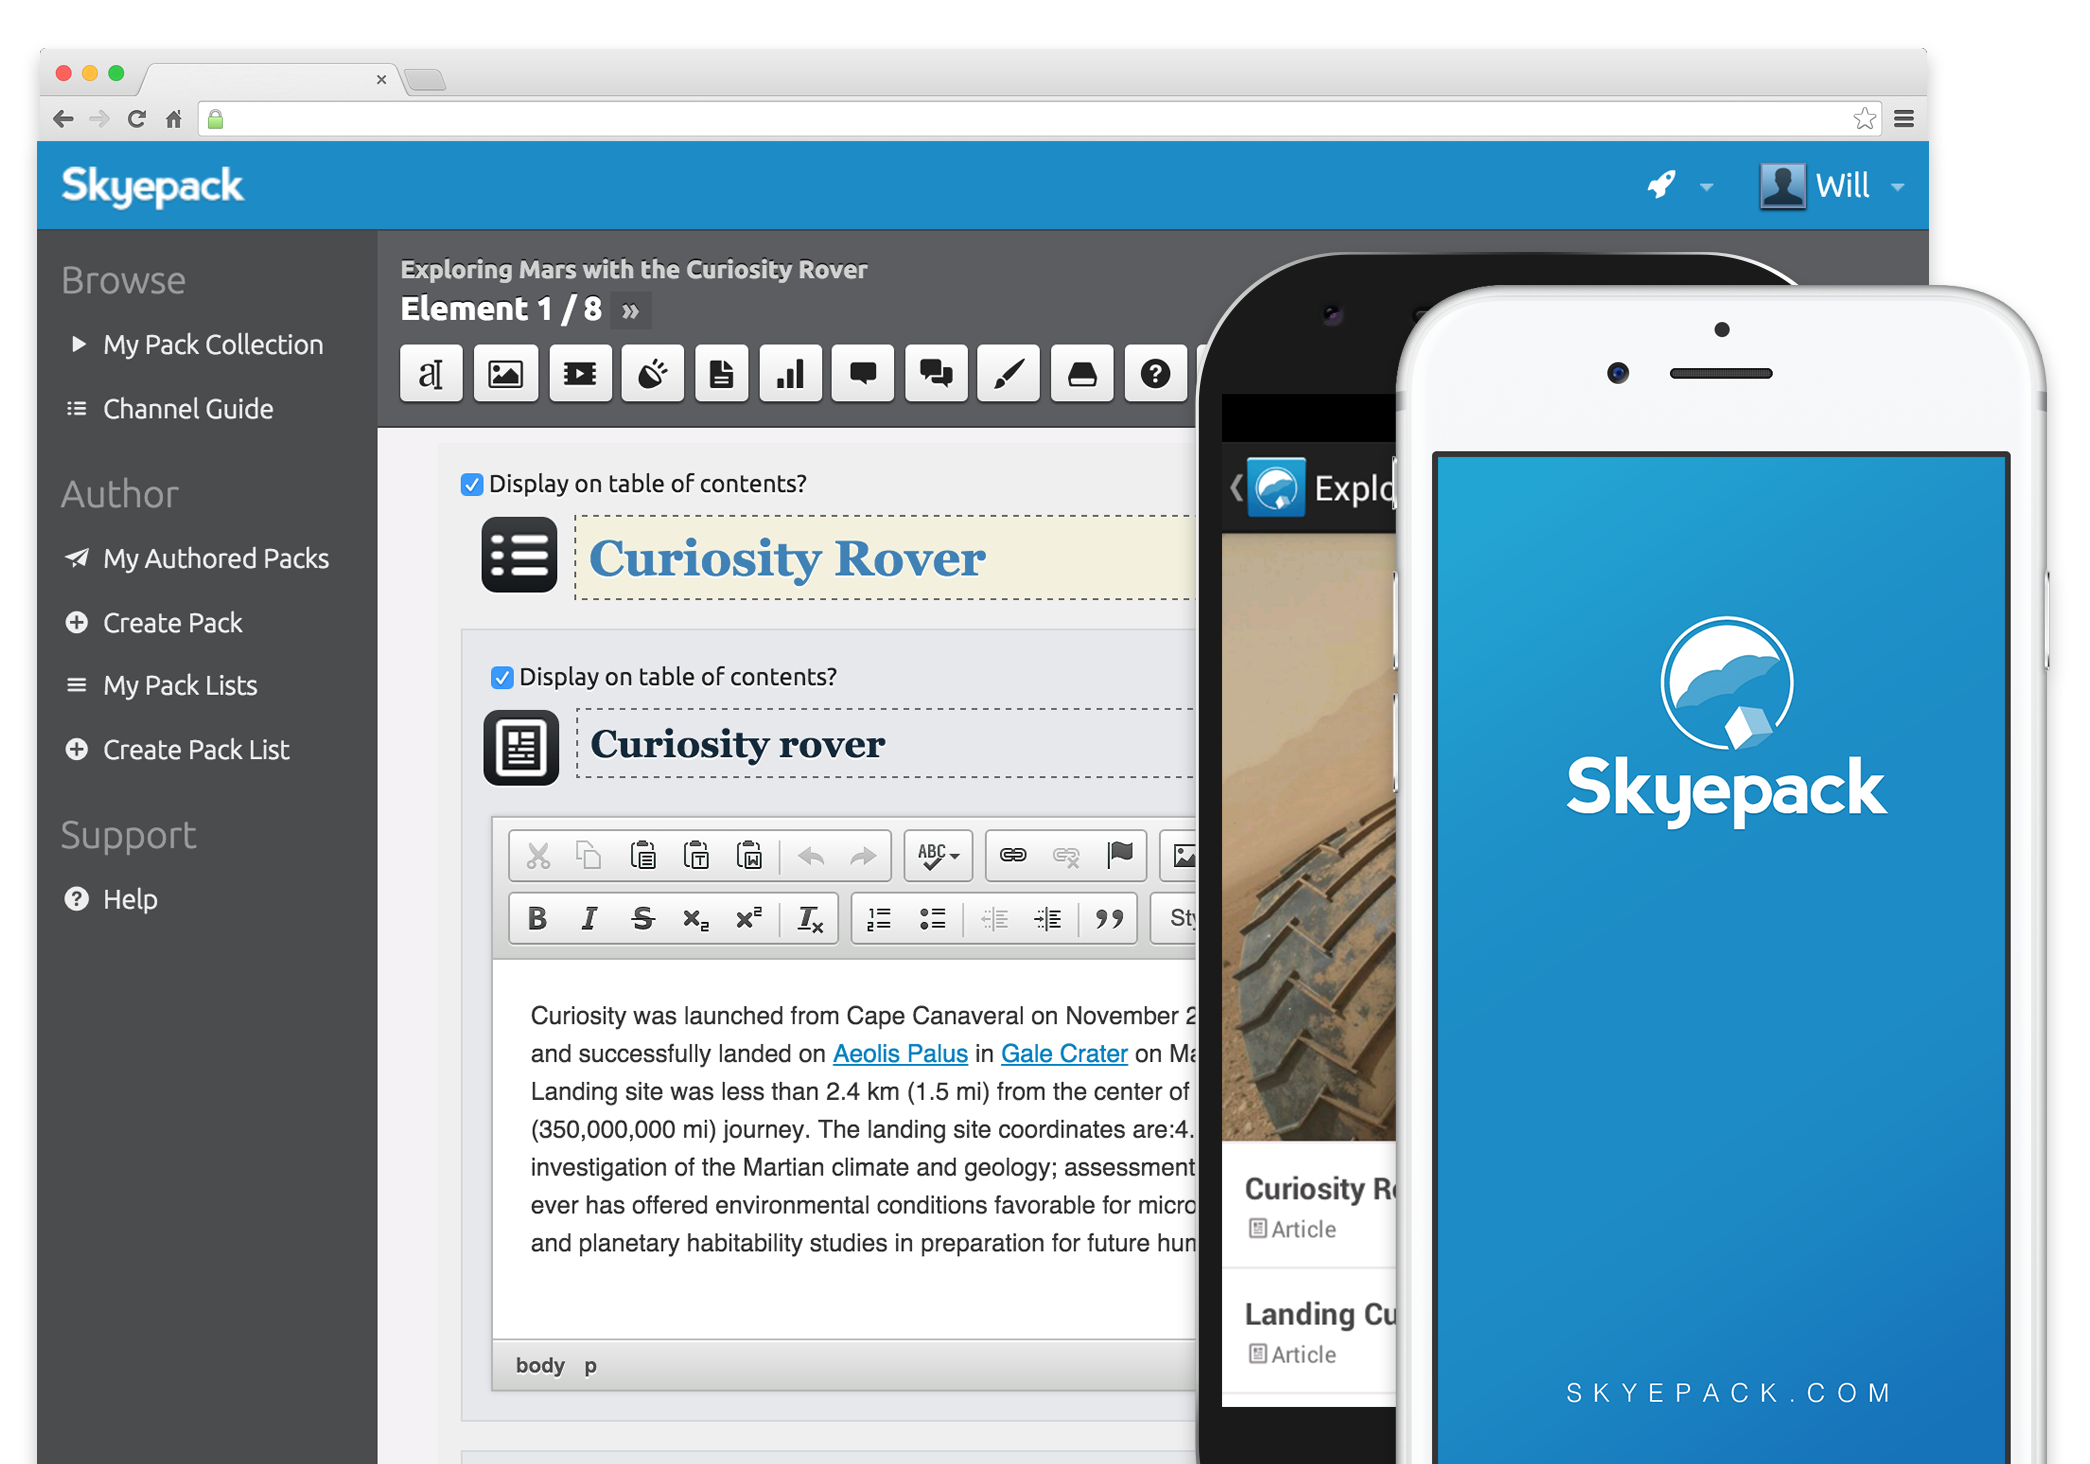 Skyepack
Will
Browse
My Pack Collection
Channel Guide
Author
My Authored Packs
Create Pack
My Pack Lists
Create Pack List
Support
Help
Exploring Mars with the Curiosity Rover
Element 1 / 8 »
Display on table of contents?
Curiosity Rover
Display on table of contents?
Curiosity rover
ABC
B I S x₂ x² Tx
Curiosity was launched from Cape Canaveral on November 2
and successfully landed on Aeolis Palus in Gale Crater on Ma
Landing site was less than 2.4 km (1.5 mi) from the center of
(350,000,000 mi) journey. The landing site coordinates are:4.
investigation of the Martian climate and geology; assessment
ever has offered environmental conditions favorable for micro
and planetary habitability studies in preparation for future hum
body p
Explo
Curiosity R
Article
Landing Cu
Article
Skyepack
SKYEPACK.COM